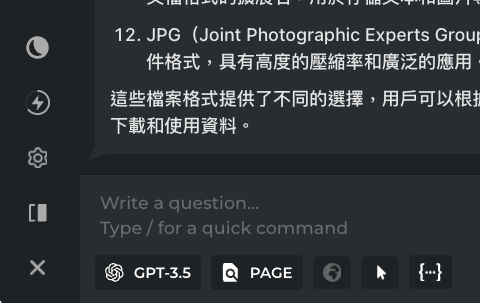 12. JPG（Joint Photographic Experts Group
件格式，具有高度的壓縮率和廣泛的應用。
這些檔案格式提供了不同的選擇，用戶可以根據
下載和使用資料。
Write a question...
Type / for a quick command
GPT-3.5 PAGE {...}